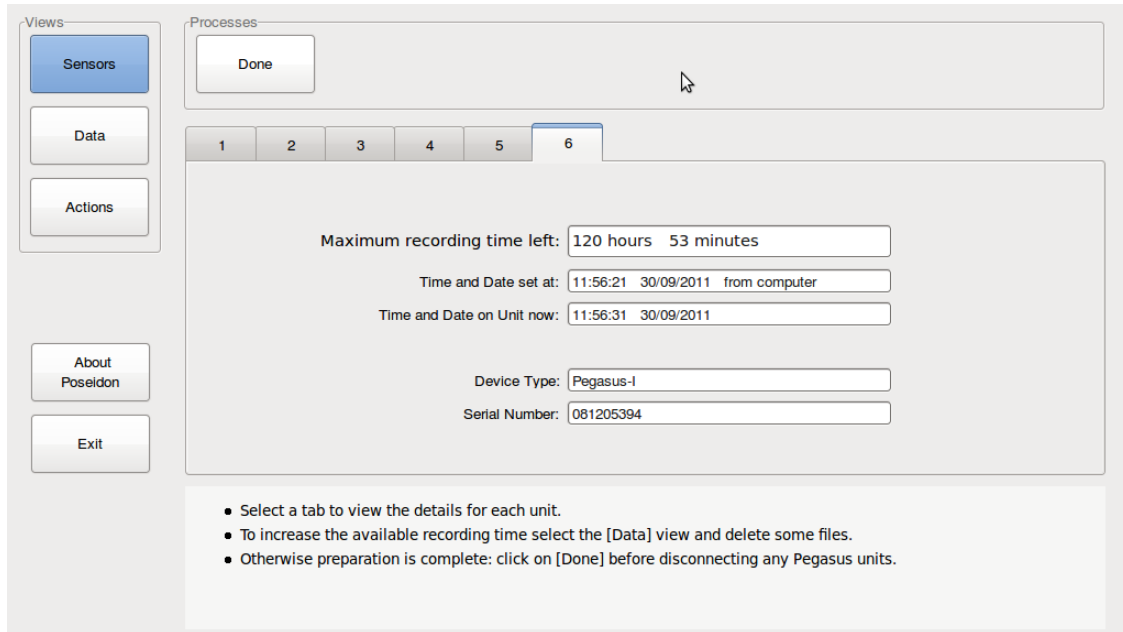 Views
Processes
Sensors
Done
Data
1 2 3 4 5 6
Actions
Maximum recording time left: 120 hours 53 minutes
Time and Date set at: 11:56:21 30/09/2011 from computer
Time and Date on Unit now: 11:56:31 30/09/2011
About
Poseidon
Device Type: Pegasus-I
Serial Number: 081205394
Exit
• Select a tab to view the details for each unit.
• To increase the available recording time select the [Data] view and delete some files.
• Otherwise preparation is complete: click on [Done] before disconnecting any Pegasus units.